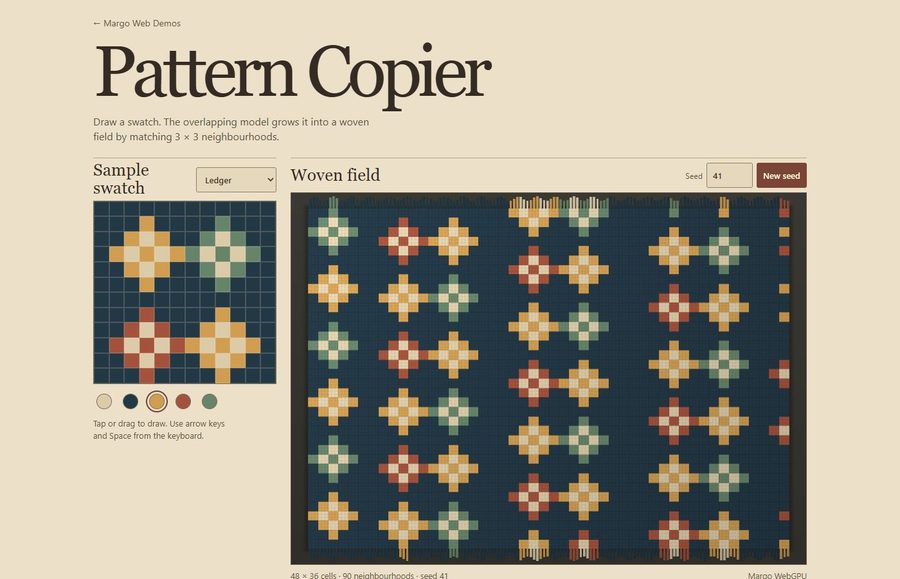 ← Margo Web Demos
Pattern Copier
Draw a swatch. The overlapping model grows it into a woven
field by matching 3 × 3 neighbourhoods.
Sample
swatch
Ledger
Woven field
Seed
41
New seed
Tap or drag to draw. Use arrow keys
and Space from the keyboard.
48 × 36 cells · 90 neighbourhoods · seed 41
Margo WebGPU